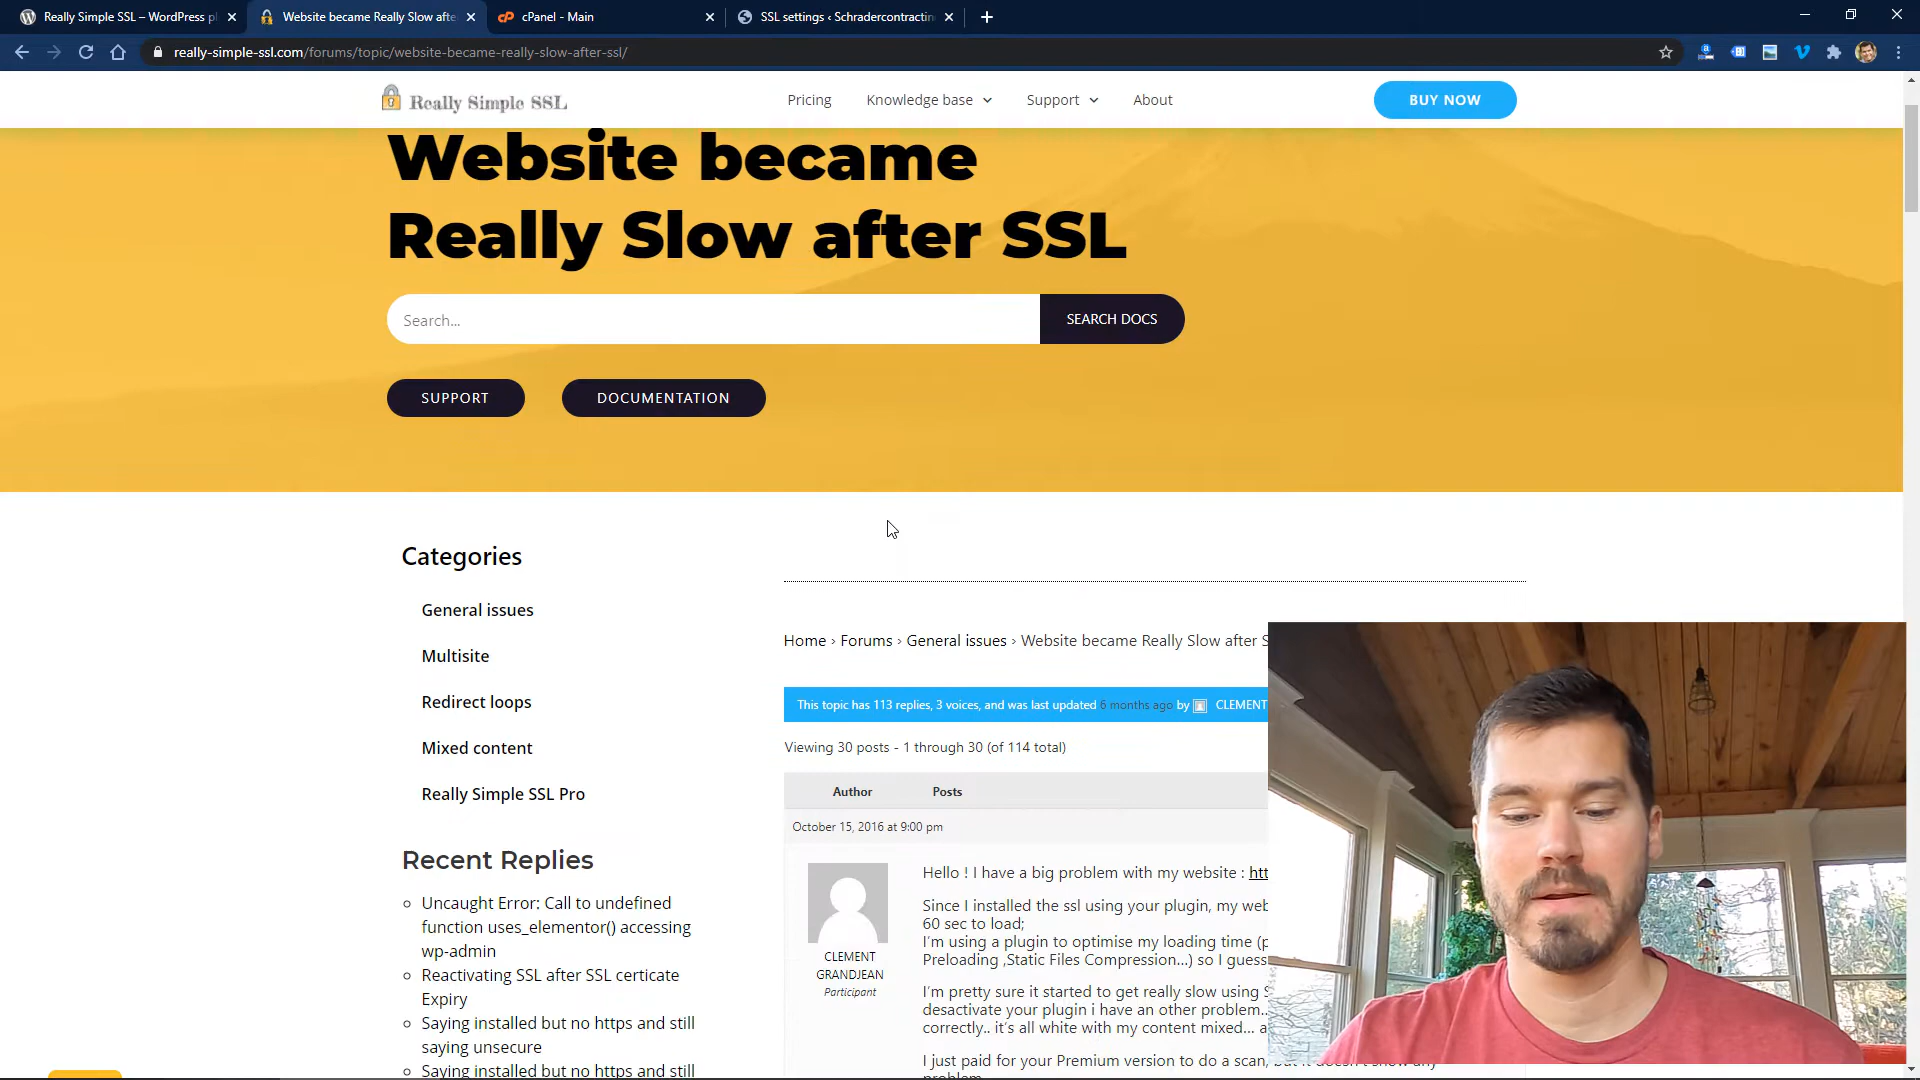 Really Simple SSL – WordPress pl
Website became Really Slow afte
cPanel - Main
SSL settings ‹ Schradercontractin
really-simple-ssl.com/forums/topic/website-became-really-slow-after-ssl/
Really Simple SSL
Pricing
Knowledge base
Support
About
BUY NOW
Website became
Really Slow after SSL
Search...
SEARCH DOCS
SUPPORT
DOCUMENTATION
Categories
General issues
Multisite
Redirect loops
Mixed content
Really Simple SSL Pro
Recent Replies
Uncaught Error: Call to undefined
function uses_elementor() accessing
wp-admin
Reactivating SSL after SSL certicate
Expiry
Saying installed but no https and still
saying unsecure
Saying installed but no https and still
Home › Forums › General issues › Website became Really Slow after S
This topic has 113 replies, 3 voices, and was last updated 6 months ago by CLEMENT
Viewing 30 posts - 1 through 30 (of 114 total)
Author
Posts
October 15, 2016 at 9:00 pm
CLEMENT
GRANDJEAN
Participant
Hello ! I have a big problem with my website : htt
Since I installed the ssl using your plugin, my web
60 sec to load;
I'm using a plugin to optimise my loading time (p
Preloading ,Static Files Compression...) so I guess
I'm pretty sure it started to get really slow using S
desactivate your plugin i have an other problem..
correctly.. it's all white with my content mixed... a
I just paid for your Premium version to do a scan, but it doesn't show any
problem